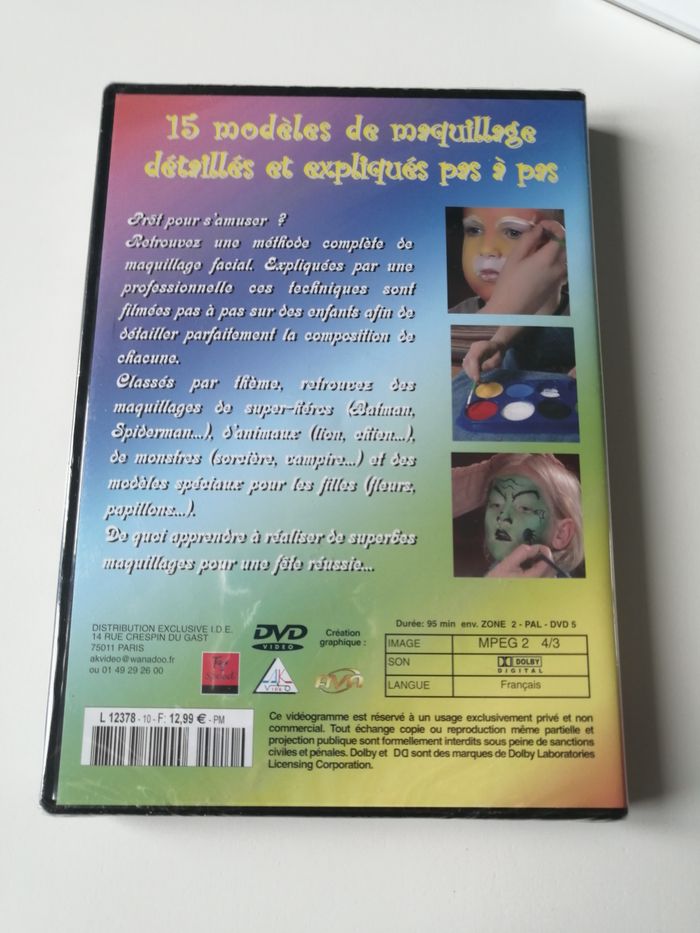 15 modèles de maquillage
détaillés et expliqués pas à pas
Prêt pour s'amuser ?
Retrouvez une méthode complète de
maquillage facial. Expliquées par une
professionnelle ces techniques sont
filmées pas à pas sur des enfants afin de
détailler parfaitement la composition de
chacune.
Classés par thème, retrouvez des
maquillages de super-héros (Batman,
Spiderman...), d'animaux (lion, chien...),
de monstres (sorcière, vampire...) et des
modèles spéciaux pour les filles (fleurs,
papillons...).
De quoi apprendre à réaliser de superbes
maquillages pour une fête réussie...
DISTRIBUTION EXCLUSIVE I.D.E.
14 RUE CRESPIN DU GAST
75011 PARIS
akvideo@wanadoo.fr
ou 01 49 29 26 00
DVD
VIDEO
AK
VIDEO
Création
graphique :
Durée: 95 min env. ZONE 2 - PAL - DVD 5
IMAGE MPEG 2 4/3
SON DOLBY DIGITAL
LANGUE Français
L 12378 - 10 - F: 12,99 € - PM
Ce vidéogramme est réservé à un usage exclusivement privé et non
commercial. Tout échange copie ou reproduction même partielle et
projection publique sont formellement interdits sous peine de sanctions
civiles et pénales. Dolby et DD sont des marques de Dolby Laboratories
Licensing Corporation.